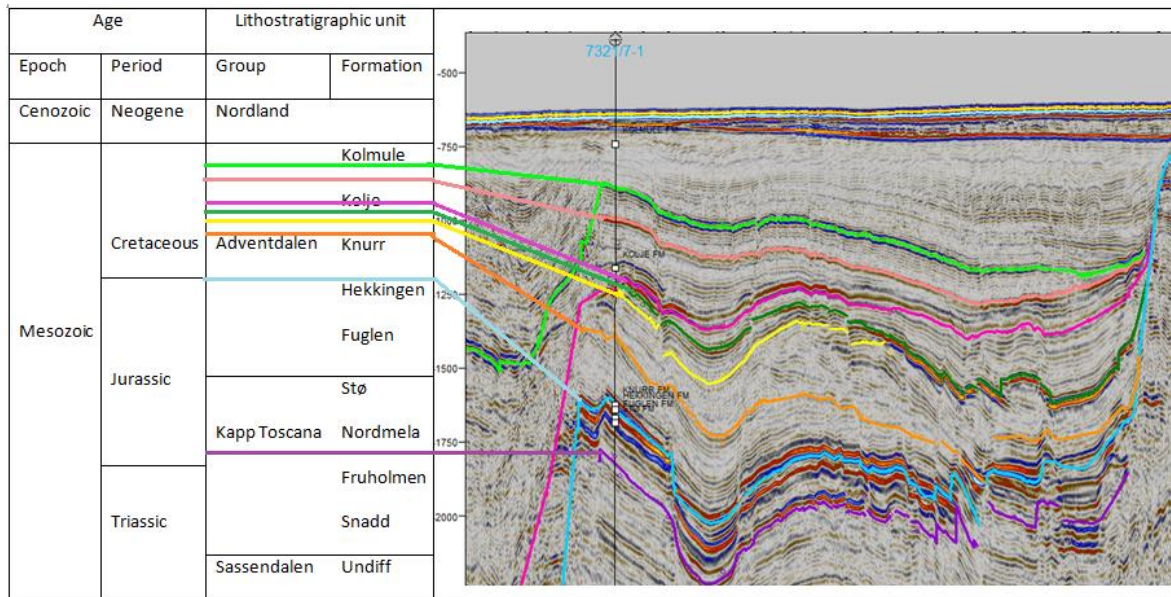 Age Lithostratigraphic unit
Epoch Period Group Formation
Cenozoic Neogene Nordland
Mesozoic
Cretaceous
Jurassic
Triassic
Adventdalen
Kapp Toscana
Sassendalen
Kolmule
Kolje
Knurr
Hekkingen
Fuglen
Stø
Nordmela
Fruholmen
Snadd
Undiff
7321/7-1
-500
-750
1000
1250
1500
1750
2000
KOLMULE FM
KOLJE FM
KNURR FM
HEKKINGEN FM
FUGLEN FM